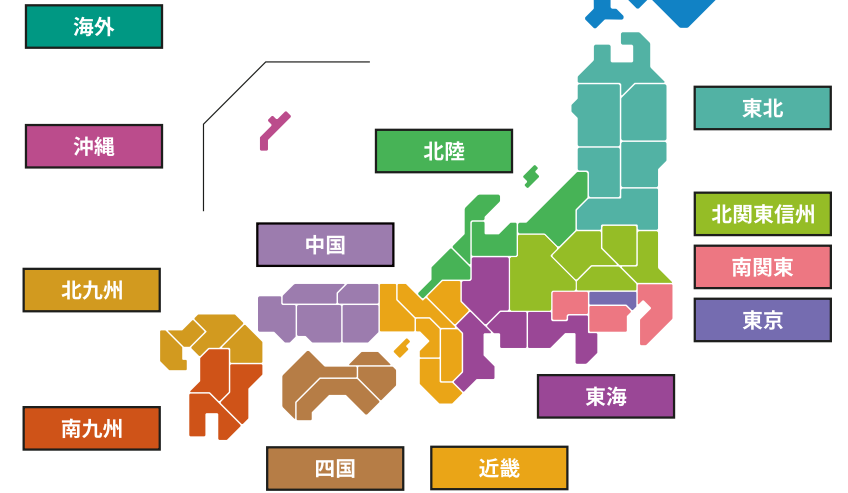 海外
東北
沖縄
北陸
北関東信州
中国
南関東
北九州
東京
東海
南九州
四国
近畿